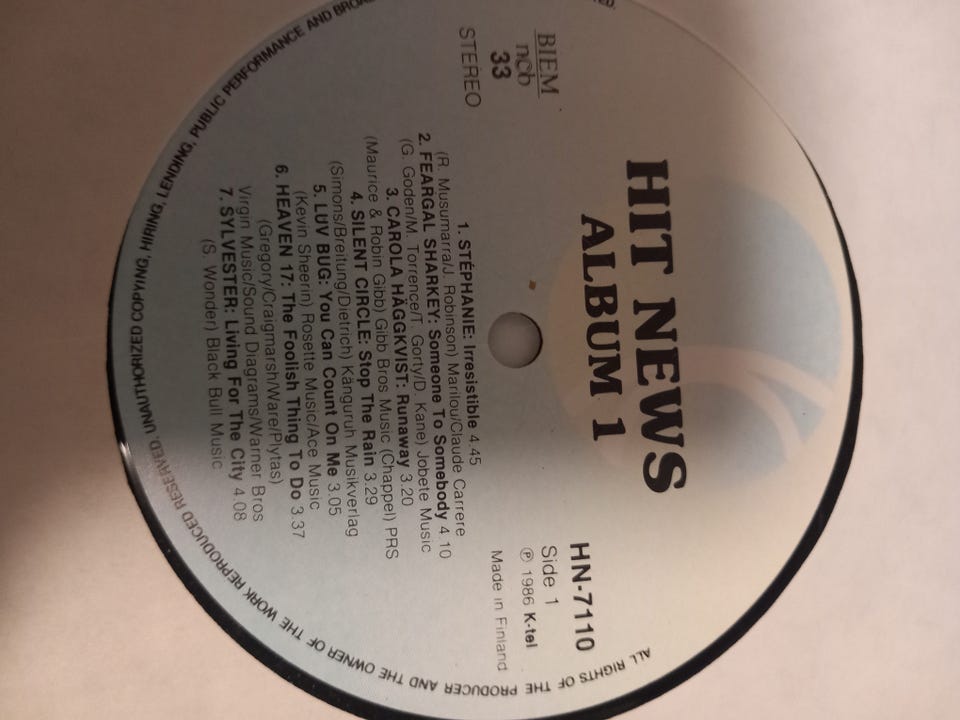 HIT NEWS
ALBUM 1
BIEM
ncb
33
STEREO
HN-7110
Side 1
℗ 1986 K-tel
Made in Finland
1. STÉPHANIE: Irresistible 4.45
(R. Musumarra/J. Robinson) Marilou/Claude Carrere
2. FEARGAL SHARKEY: Someone To Somebody 4.10
(G. Goden/M. Torrence/T. Gorty/D. Kane) Jobete Music
3. CAROLA HÄGGKVIST: Runaway 3.20
(Maurice & Robin Gibb) Gibb Bros Music (Chappel) PRS
4. SILENT CIRCLE: Stop The Rain 3.29
(Simons/Breitung/Dietrich) Känguruh Musikverlag
5. LUV BUG: You Can Count On Me 3.05
(Kevin Sheerin) Rosette Music/Ace Music
6. HEAVEN 17: The Foolish Thing To Do 3.37
(Gregory/Craigmarsh/Ware/Plytas)
Virgin Music/Sound Diagrams/Warner Bros
7. SYLVESTER: Living For The City 4.08
(S. Wonder) Black Bull Music
ALL RIGHTS OF THE PRODUCER AND THE OWNER OF THE WORK REPRODUCED RESERVED. UNAUTHORIZED COPYING, HIRING, LENDING, PUBLIC PERFORMANCE AND